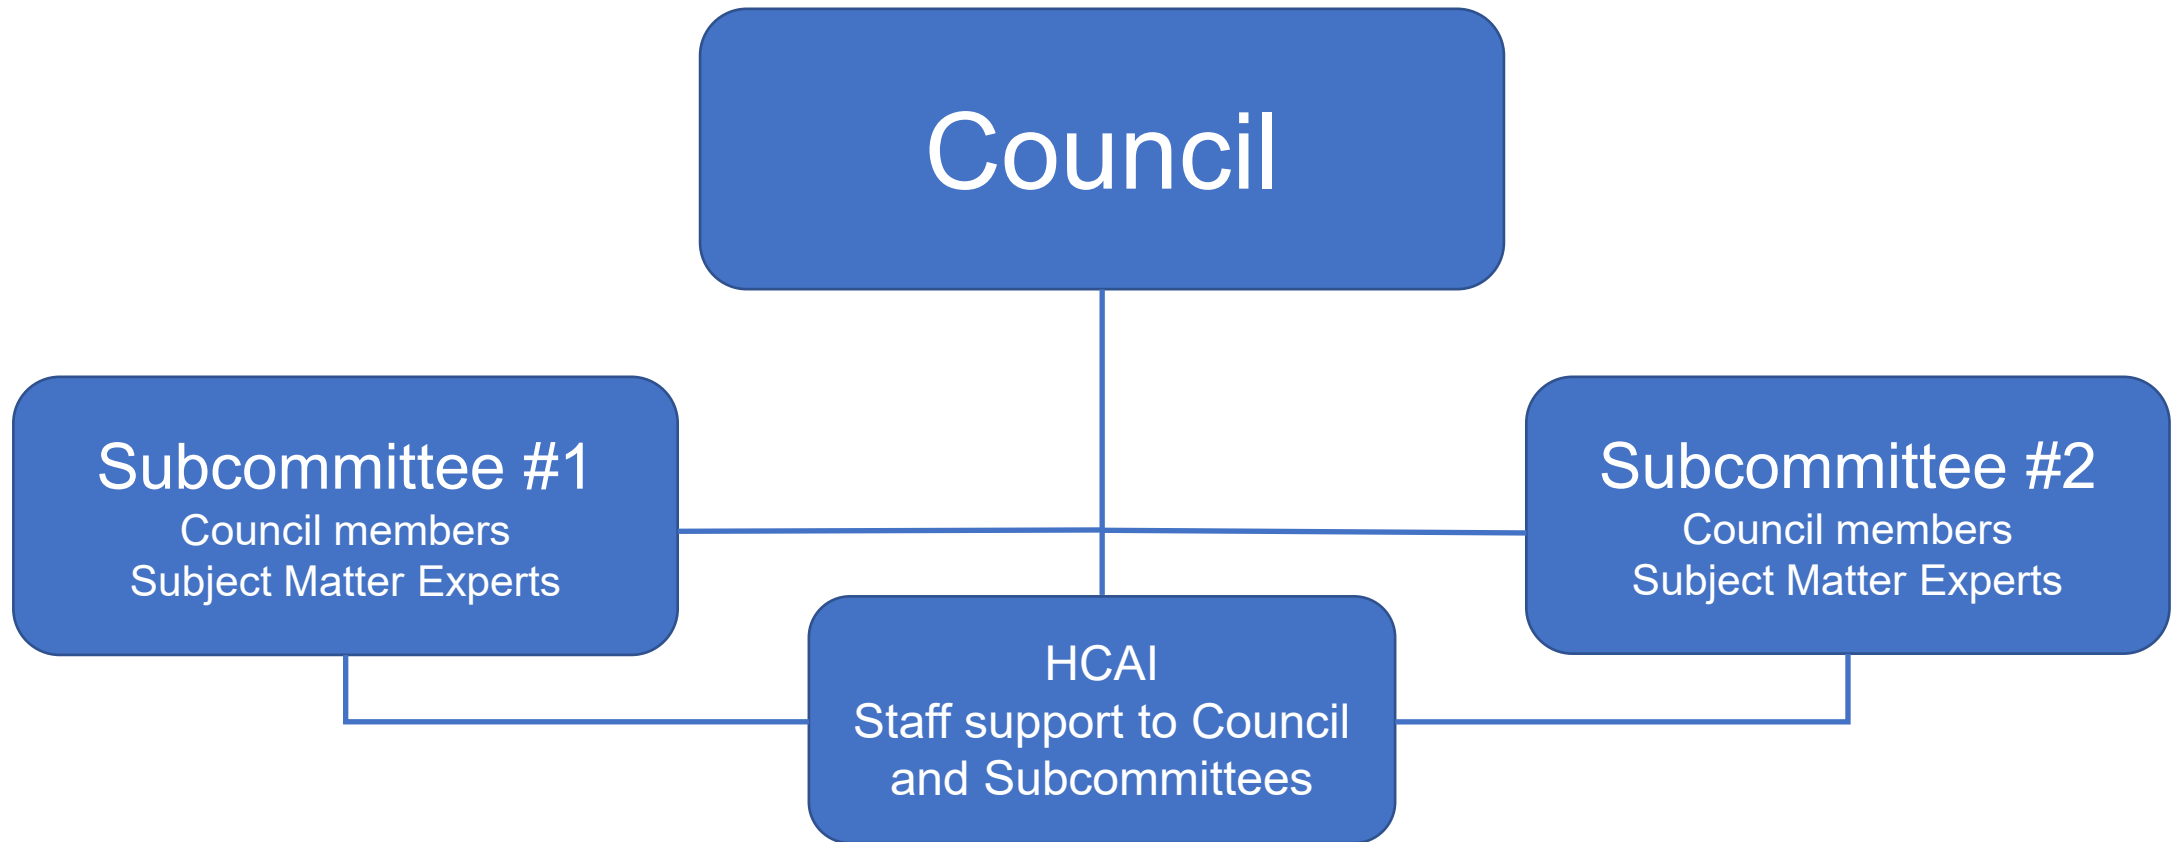 Council
Subcommittee #1
Council members
Subject Matter Experts
Subcommittee #2
Council members
Subject Matter Experts
HCAI
Staff support to Council
and Subcommittees